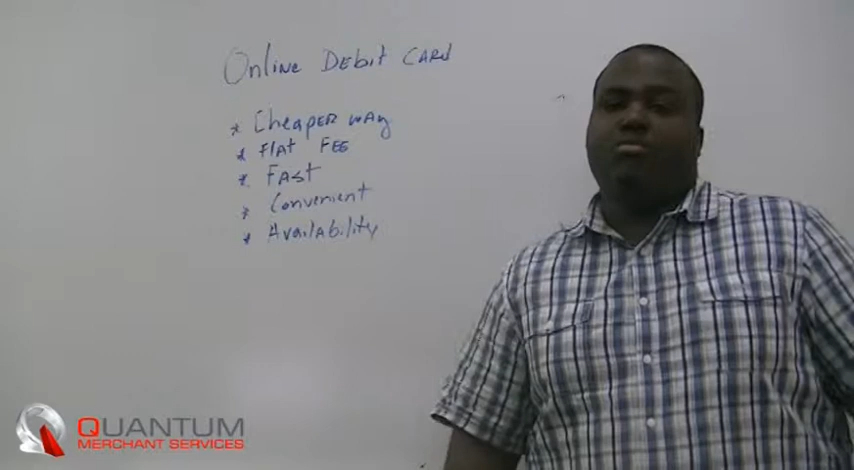 Online Debit Card
* Cheaper way
* Flat Fee
* Fast
* Convenient
* Availability
QUANTUM
MERCHANT SERVICES